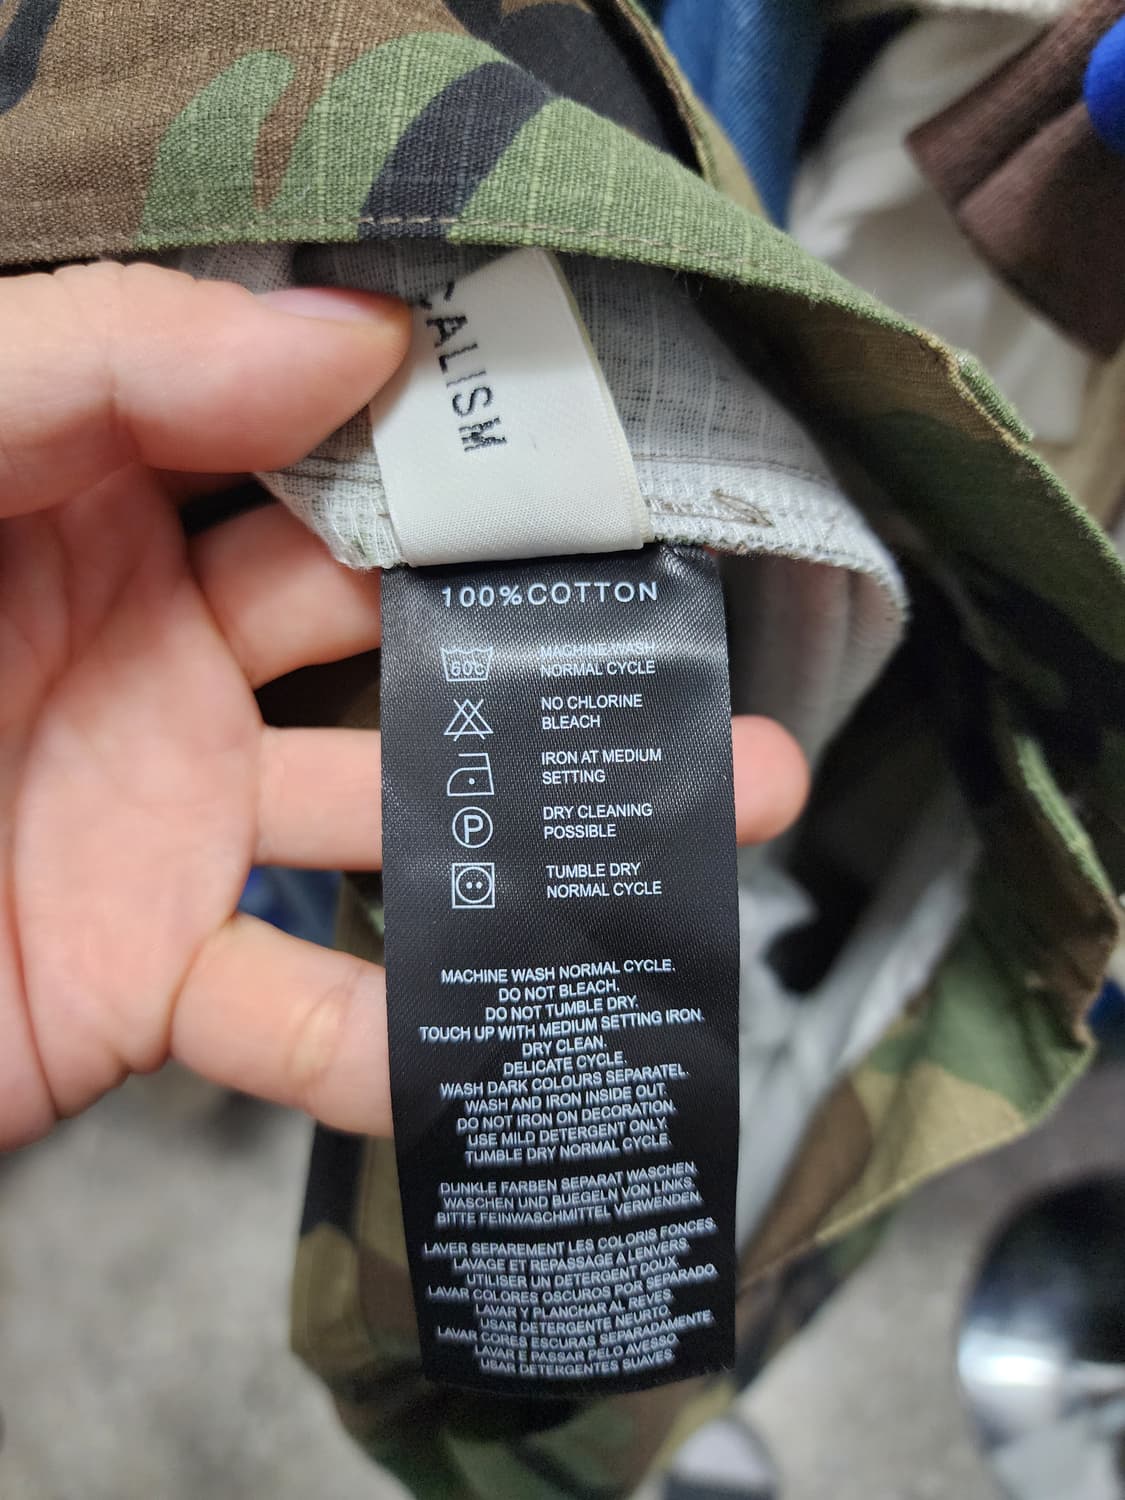 CALISM
100%COTTON
60c
MACHINE WASH
NORMAL CYCLE
NO CHLORINE
BLEACH
IRON AT MEDIUM
SETTING
P
DRY CLEANING
POSSIBLE
TUMBLE DRY
NORMAL CYCLE
MACHINE WASH NORMAL CYCLE.
DO NOT BLEACH.
DO NOT TUMBLE DRY.
TOUCH UP WITH MEDIUM SETTING IRON.
DRY CLEAN.
DELICATE CYCLE.
WASH DARK COLOURS SEPARATEL.
WASH AND IRON INSIDE OUT.
DO NOT IRON ON DECORATION.
USE MILD DETERGENT ONLY.
TUMBLE DRY NORMAL CYCLE.
DUNKLE FARBEN SEPARAT WASCHEN.
WASCHEN UND BUEGELN VON LINKS.
BITTE FEINWASCHMITTEL VERWENDEN.
LAVER SEPAREMENT LES COLORIS FONCES.
LAVAGE ET REPASSAGE A LENVERS.
UTILISER UN DETERGENT DOUX.
LAVAR COLORES OSCUROS POR SEPARADO.
LAVAR Y PLANCHAR AL REVES.
USAR DETERGENTE NEURTO.
LAVAR CORES ESCURAS SEPARADAMENTE.
LAVAR E PASSAR PELO AVESSO.
USAR DETERGENTES SUAVES.